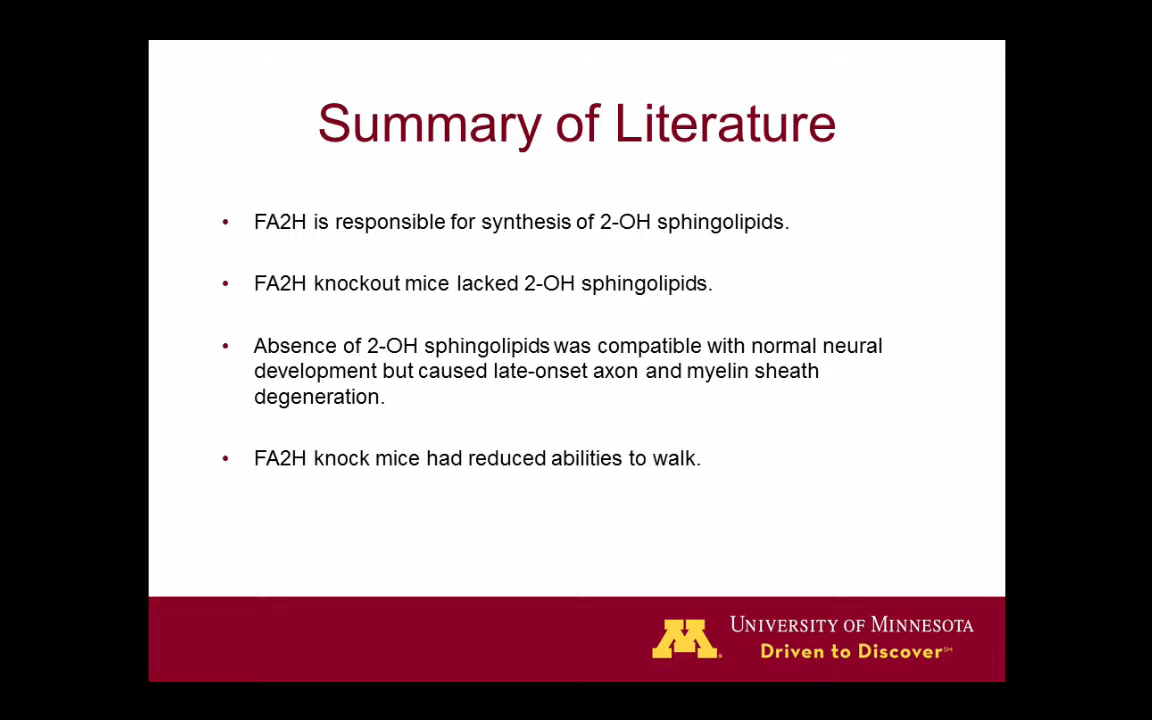 Summary of Literature
• FA2H is responsible for synthesis of 2-OH sphingolipids.
• FA2H knockout mice lacked 2-OH sphingolipids.
• Absence of 2-OH sphingolipids was compatible with normal neural
development but caused late-onset axon and myelin sheath
degeneration.
• FA2H knock mice had reduced abilities to walk.
M
UNIVERSITY OF MINNESOTA
Driven to Discover℠